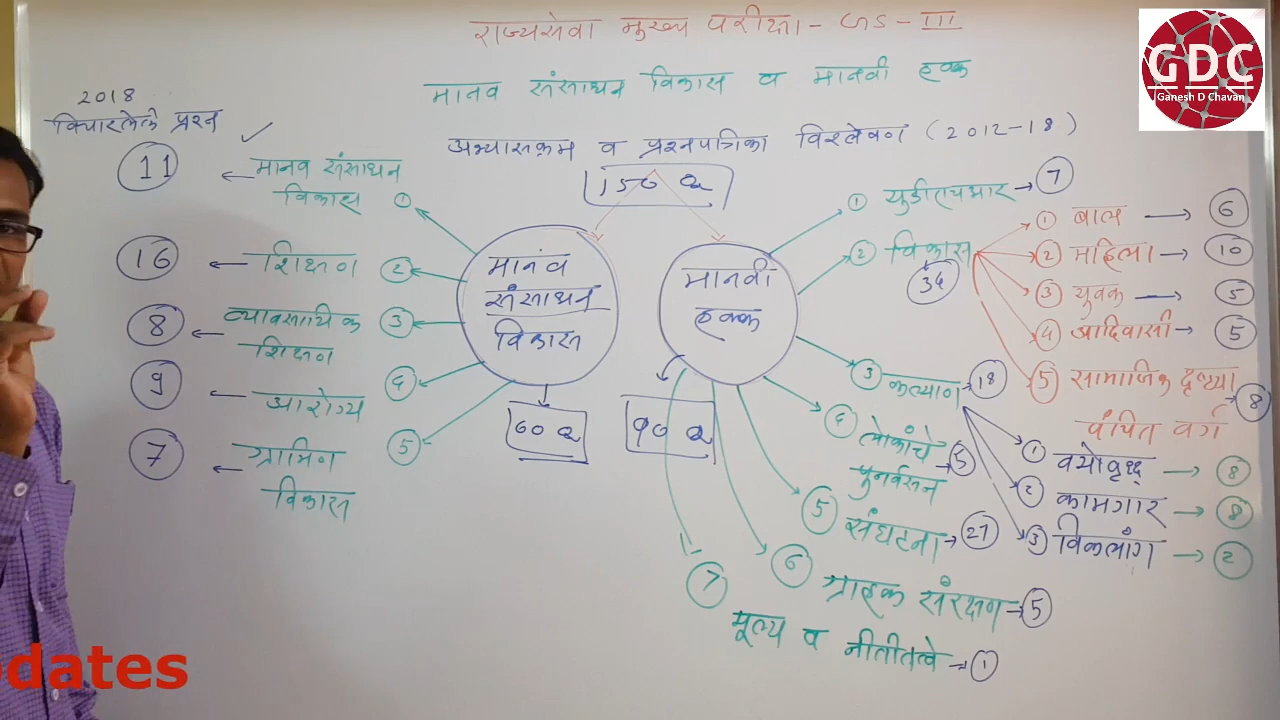 राज्यसेवा मुख्य परीक्षा - GS - III
मानव संसाधन विकास व मानवी हक्क
अभ्यासक्रम व प्रश्नपत्रिका विश्लेषण (2012-18)
150 Q
2018
विचारलेले प्रश्न
11 ← मानव संसाधन
विकास ①
16 ← शिक्षण ②
8 ← व्यावसायिक ③
शिक्षण
9 ← आरोग्य ४
7 ← ग्रामिण ⑤
विकास
मानव
संसाधन
विकास
60 Q
मानवी
हक्क
90 Q
① युडीएचआर → 7
② विकास
34
① बाल → 6
② महिला → 10
③ युवक → 5
④ आदिवासी → 5
⑤ सामाजिक दृष्ट्या
वंचित वर्ग
8
③ कल्याण → 18
① वयोवृध्द → 8
② कामगार → 8
③ विकलांग → 2
४ लोकांचे
पुनर्वसन → 5
⑤ संघटना → 27
⑥ ग्राहक संरक्षण → 5
⑦ मूल्य व नीतीतत्वे → 1
GDC
Ganesh D Chavan
dates